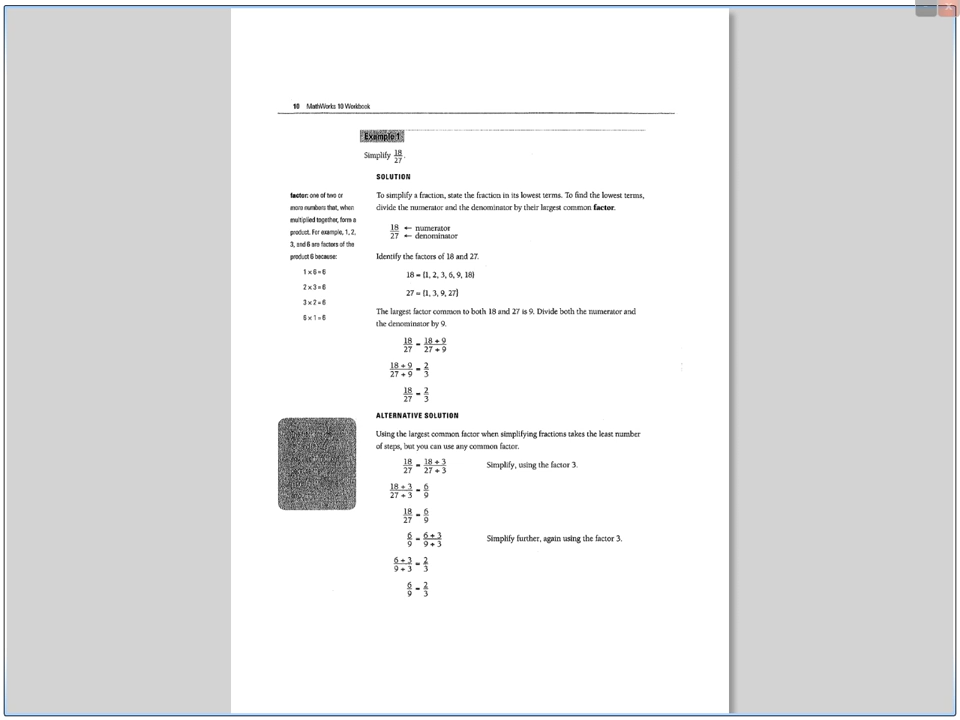 10 MathWorks 10 Workbook
Example 1
Simplify 18/27.
SOLUTION
To simplify a fraction, state the fraction in its lowest terms. To find the lowest terms,
divide the numerator and the denominator by their largest common factor.
factor: one of two or
more numbers that, when
multiplied together, form a
product. For example, 1, 2,
3, and 6 are factors of the
product 6 because:
1 x 6 = 6
2 x 3 = 6
3 x 2 = 6
6 x 1 = 6
18 ← numerator
27 ← denominator
Identify the factors of 18 and 27.
18 = {1, 2, 3, 6, 9, 18}
27 = {1, 3, 9, 27}
The largest factor common to both 18 and 27 is 9. Divide both the numerator and
the denominator by 9.
18/27 = (18 ÷ 9)/(27 ÷ 9)
(18 ÷ 9)/(27 ÷ 9) = 2/3
18/27 = 2/3
ALTERNATIVE SOLUTION
Using the largest common factor when simplifying fractions takes the least number
of steps, but you can use any common factor.
18/27 = (18 ÷ 3)/(27 ÷ 3) Simplify, using the factor 3.
(18 ÷ 3)/(27 ÷ 3) = 6/9
18/27 = 6/9
6/9 = (6 ÷ 3)/(9 ÷ 3) Simplify further, again using the factor 3.
(6 ÷ 3)/(9 ÷ 3) = 2/3
6/9 = 2/3